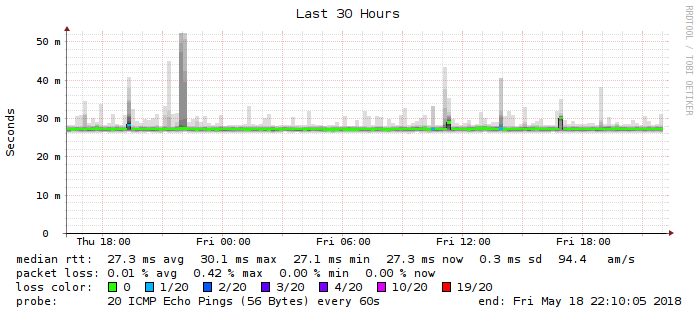 Last 30 Hours
RRDTOOL / TOBI OETIKER
Seconds
50 m
40 m
30 m
20 m
10 m
0
Thu 18:00 Fri 00:00 Fri 06:00 Fri 12:00 Fri 18:00
median rtt: 27.3 ms avg 30.1 ms max 27.1 ms min 27.3 ms now 0.3 ms sd 94.4 am/s
packet loss: 0.01 % avg 0.42 % max 0.00 % min 0.00 % now
loss color: 0 1/20 2/20 3/20 4/20 10/20 19/20
probe: 20 ICMP Echo Pings (56 Bytes) every 60s end: Fri May 18 22:10:05 2018